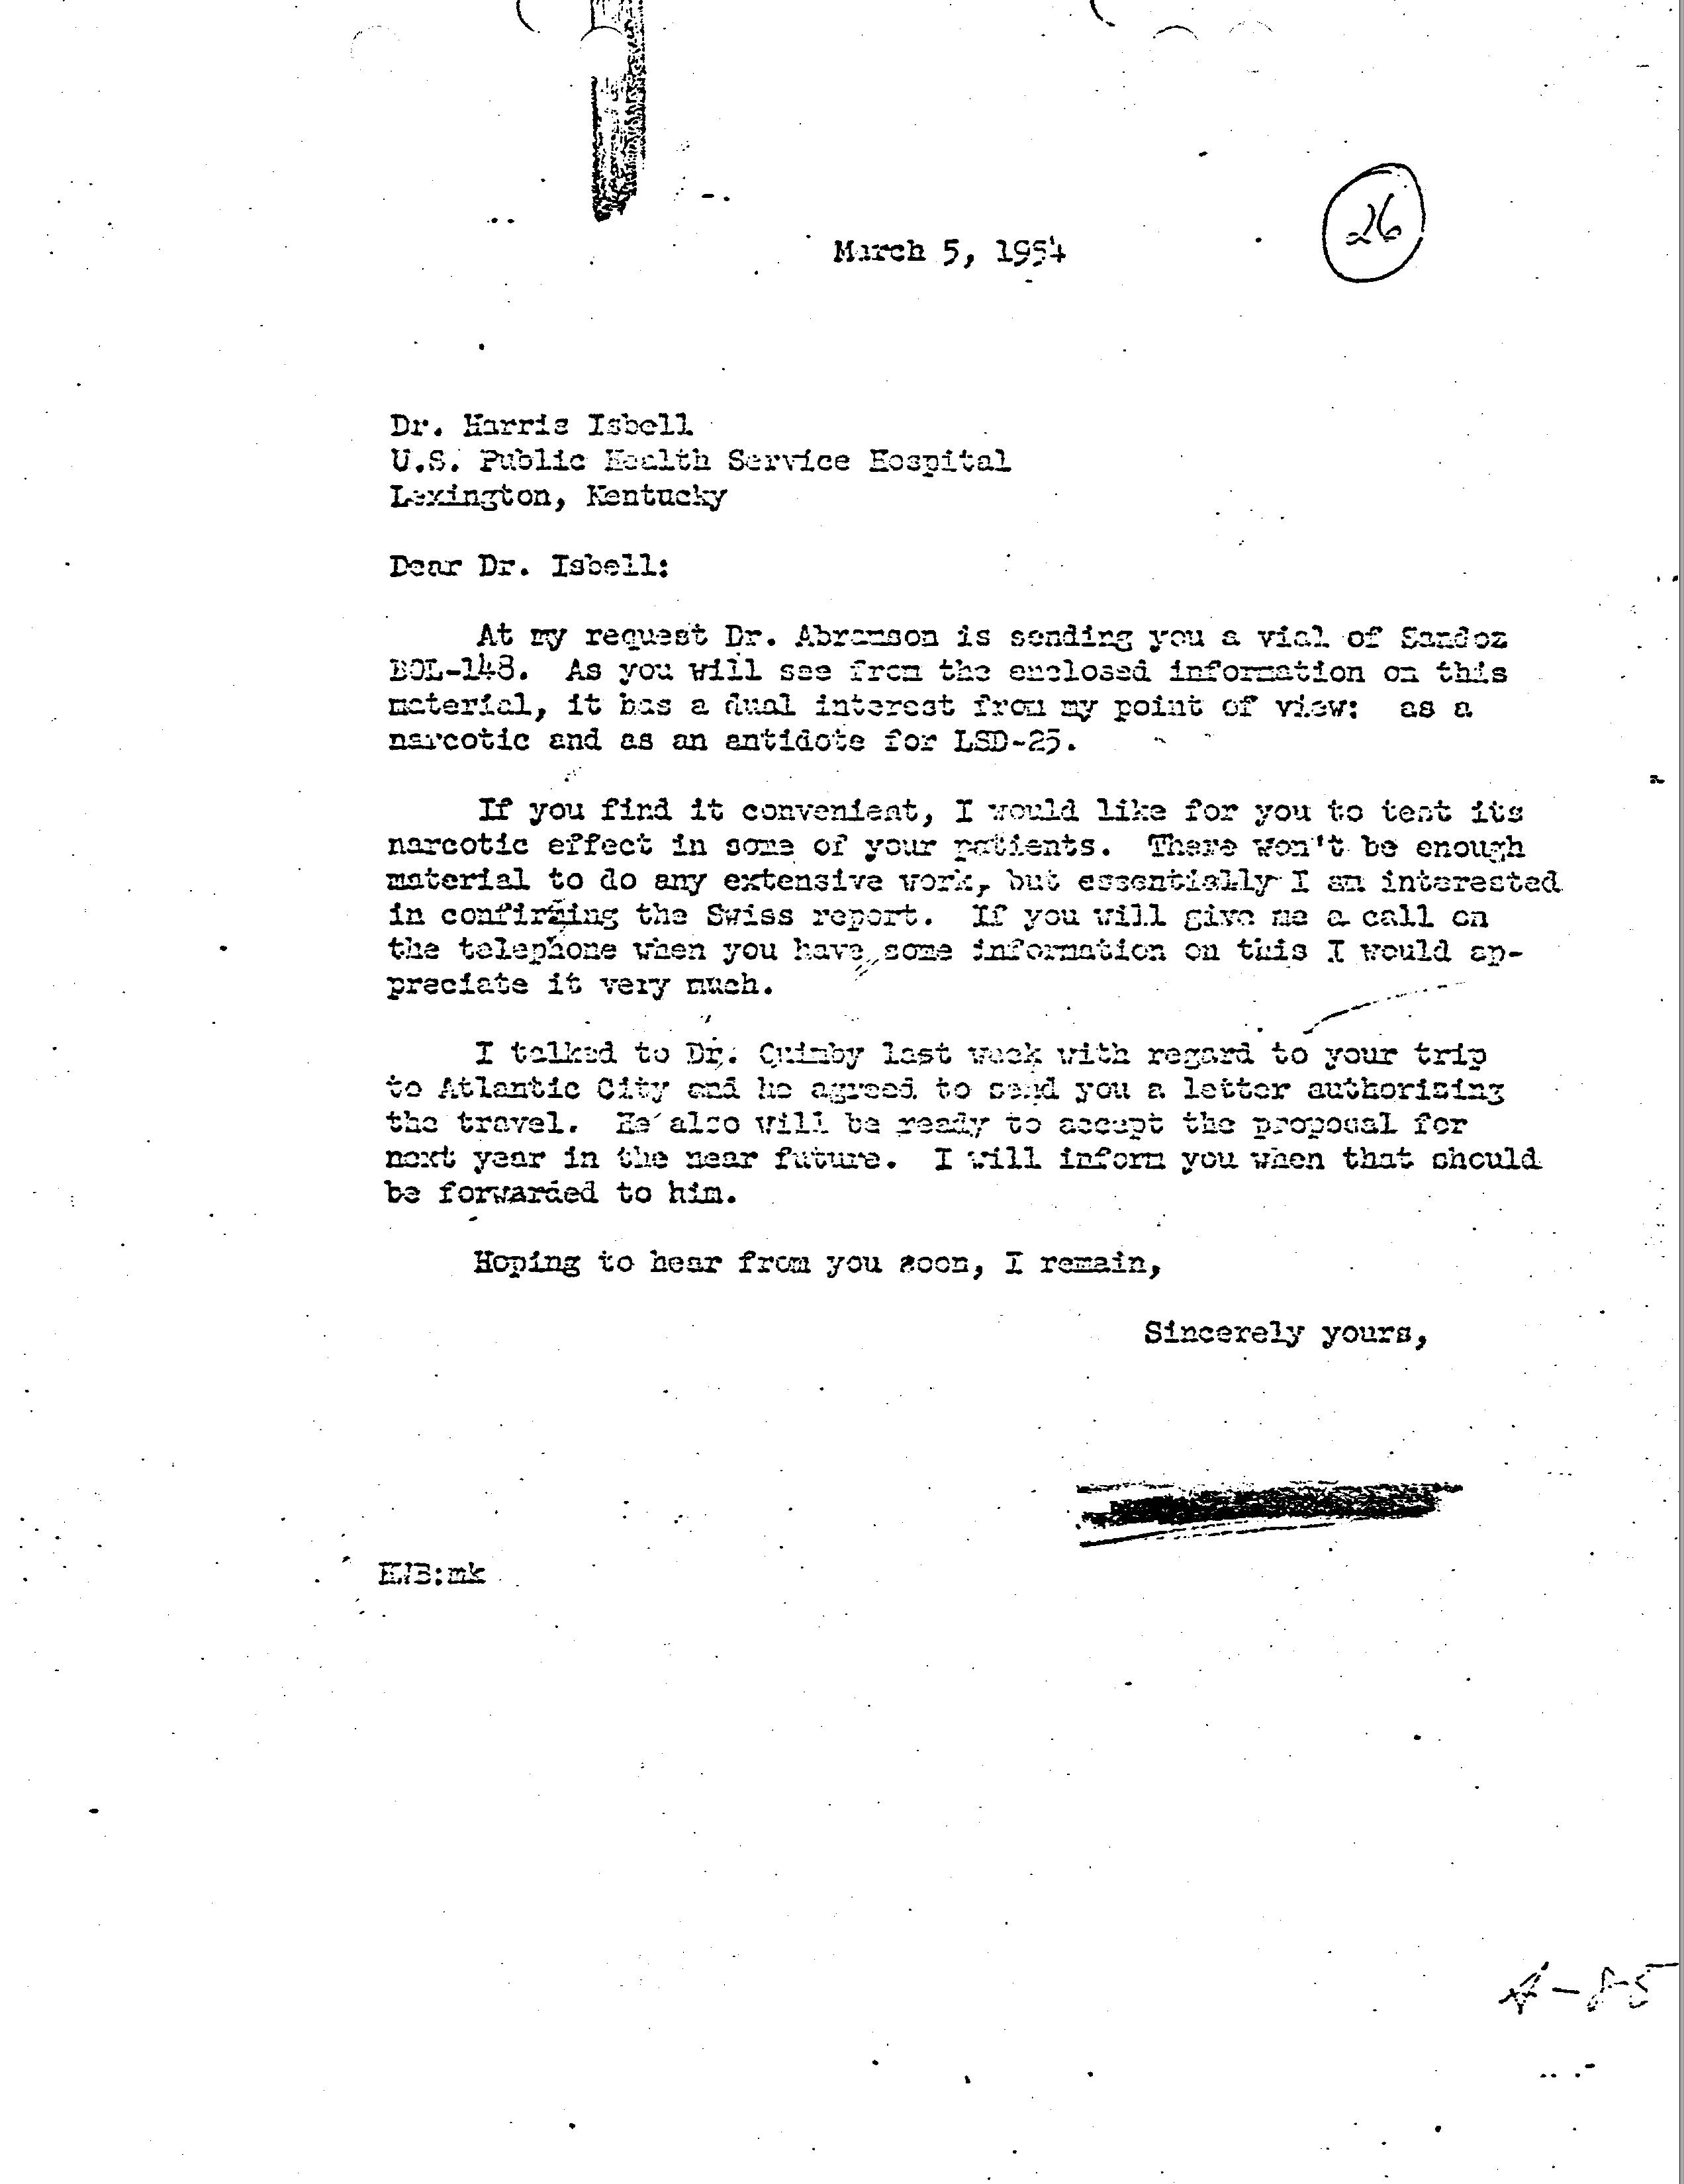 26
March 5, 1954
Dr. Harris Isbell
U.S. Public Health Service Hospital
Lexington, Kentucky
Dear Dr. Isbell:
At my request Dr. Abramson is sending you a vial of Sandoz
BOL-148. As you will see from the enclosed information on this
material, it has a dual interest from my point of view: as a
narcotic and as an antidote for LSD-25.
If you find it convenient, I would like for you to test its
narcotic effect in some of your patients. There won't be enough
material to do any extensive work, but essentially I am interested
in confirming the Swiss report. If you will give me a call on
the telephone when you have some information on this I would ap-
preciate it very much.
I talked to Dr. Quimby last week with regard to your trip
to Atlantic City and he agreed to send you a letter authorizing
the travel. He also will be ready to accept the proposal for
next year in the near future. I will inform you when that should
be forwarded to him.
Hoping to hear from you soon, I remain,
Sincerely yours,
:mk